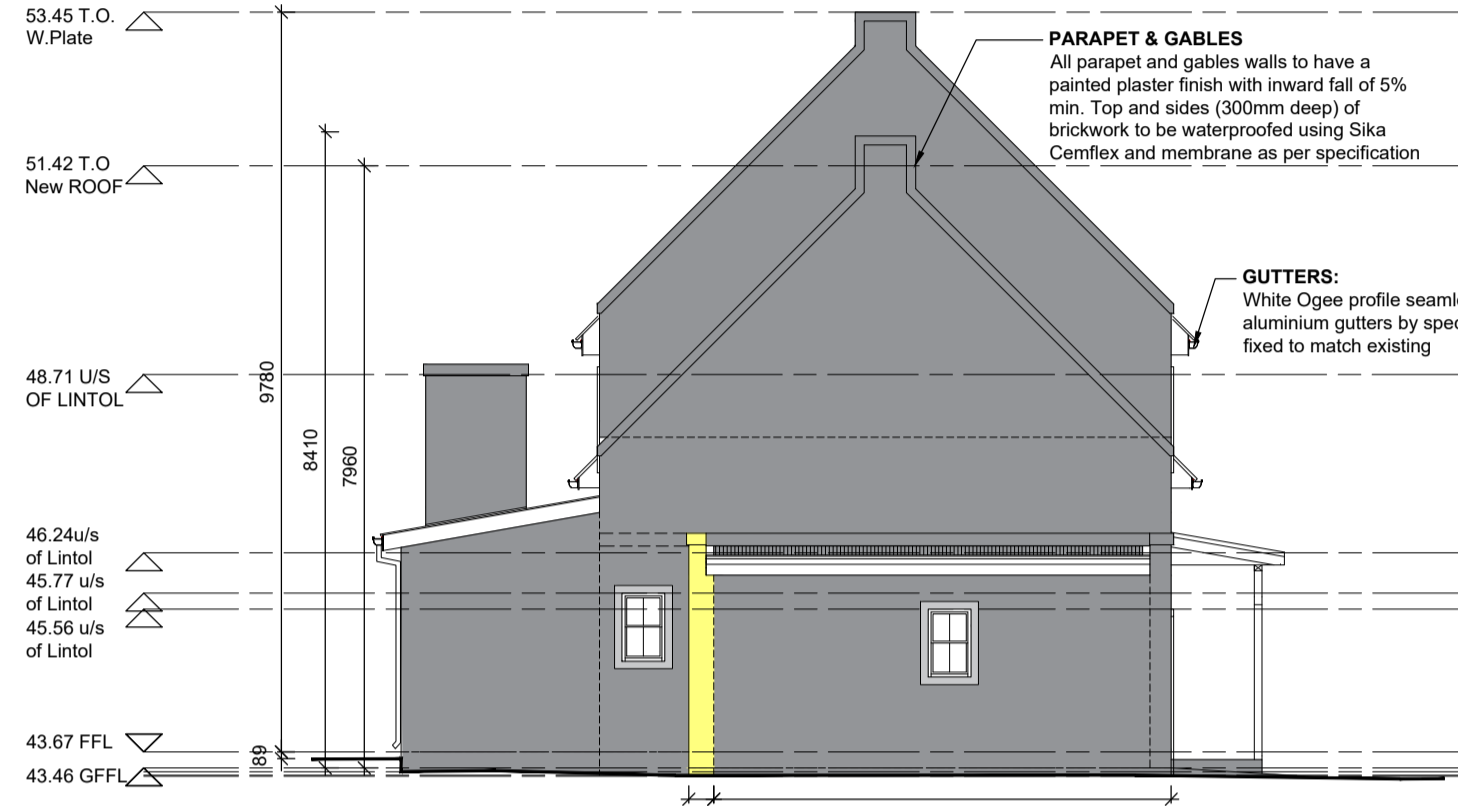 53.45 T.O.
W.Plate
PARAPET & GABLES
All parapet and gables walls to have a
painted plaster finish with inward fall of 5%
min. Top and sides (300mm deep) of
brickwork to be waterproofed using Sika
Cemflex and membrane as per specification
51.42 T.O
New ROOF
GUTTERS:
White Ogee profile seamle
aluminium gutters by spec
fixed to match existing
48.71 U/S
OF LINTOL
9780
8410
7960
46.24u/s
of Lintol
45.77 u/s
of Lintol
45.56 u/s
of Lintol
43.67 FFL
89
43.46 GFFL